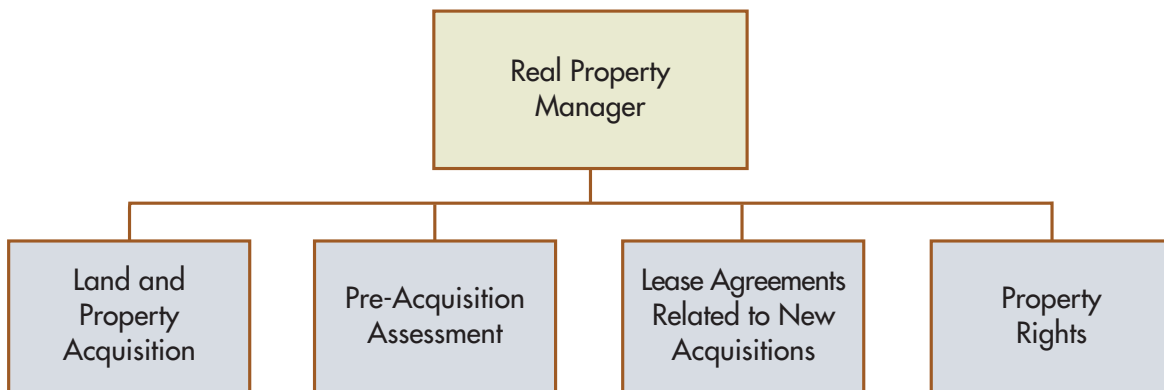 Real Property
Manager
Land and
Property
Acquisition
Pre-Acquisition
Assessment
Lease Agreements
Related to New
Acquisitions
Property
Rights